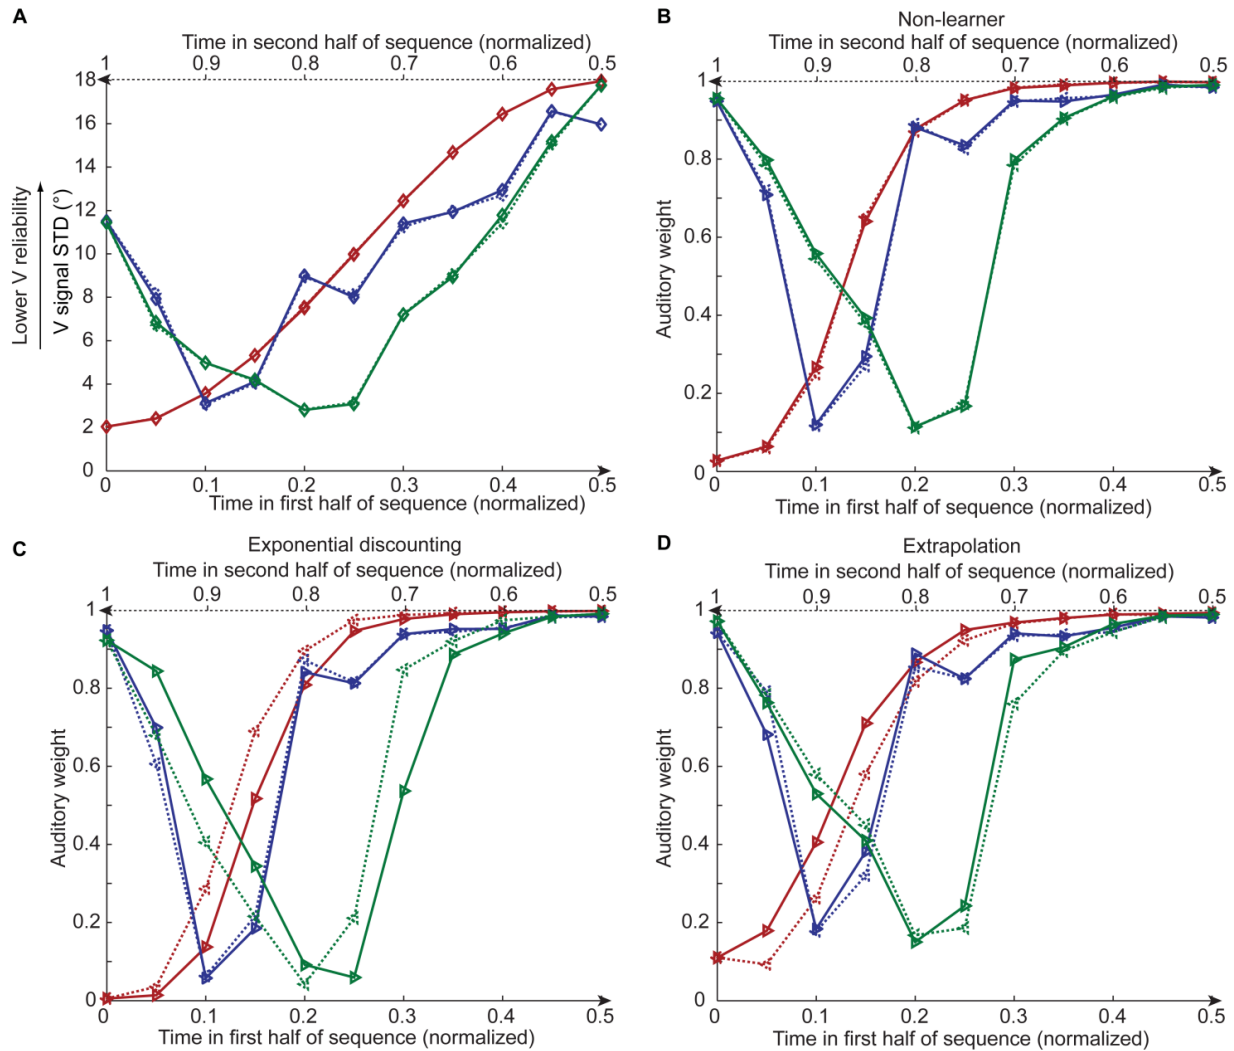 A
Time in second half of sequence (normalized)
1 0.9 0.8 0.7 0.6 0.5
18
16
14
12
10
8
6
4
2
0
Lower V reliability
V signal STD (°)
0 0.1 0.2 0.3 0.4 0.5
Time in first half of sequence (normalized)
B
Non-learner
Time in second half of sequence (normalized)
1 0.9 0.8 0.7 0.6 0.5
1
0.8
0.6
0.4
0.2
0
Auditory weight
0 0.1 0.2 0.3 0.4 0.5
Time in first half of sequence (normalized)
C
Exponential discounting
Time in second half of sequence (normalized)
1 0.9 0.8 0.7 0.6 0.5
1
0.8
0.6
0.4
0.2
0
Auditory weight
0 0.1 0.2 0.3 0.4 0.5
Time in first half of sequence (normalized)
D
Extrapolation
Time in second half of sequence (normalized)
1 0.9 0.8 0.7 0.6 0.5
1
0.8
0.6
0.4
0.2
0
Auditory weight
0 0.1 0.2 0.3 0.4 0.5
Time in first half of sequence (normalized)